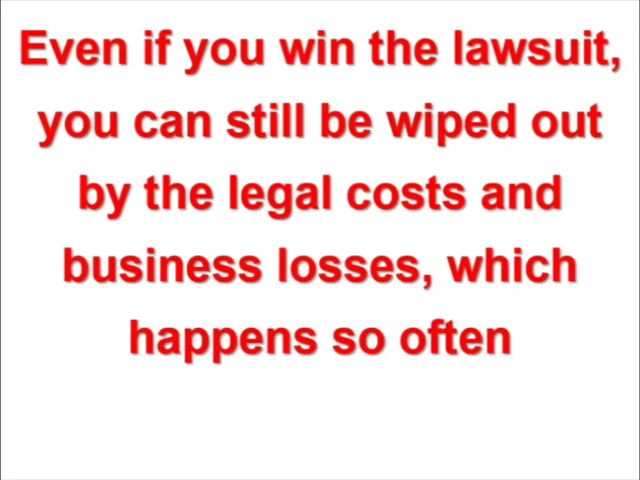 Even if you win the lawsuit,
you can still be wiped out
by the legal costs and
business losses, which
happens so often